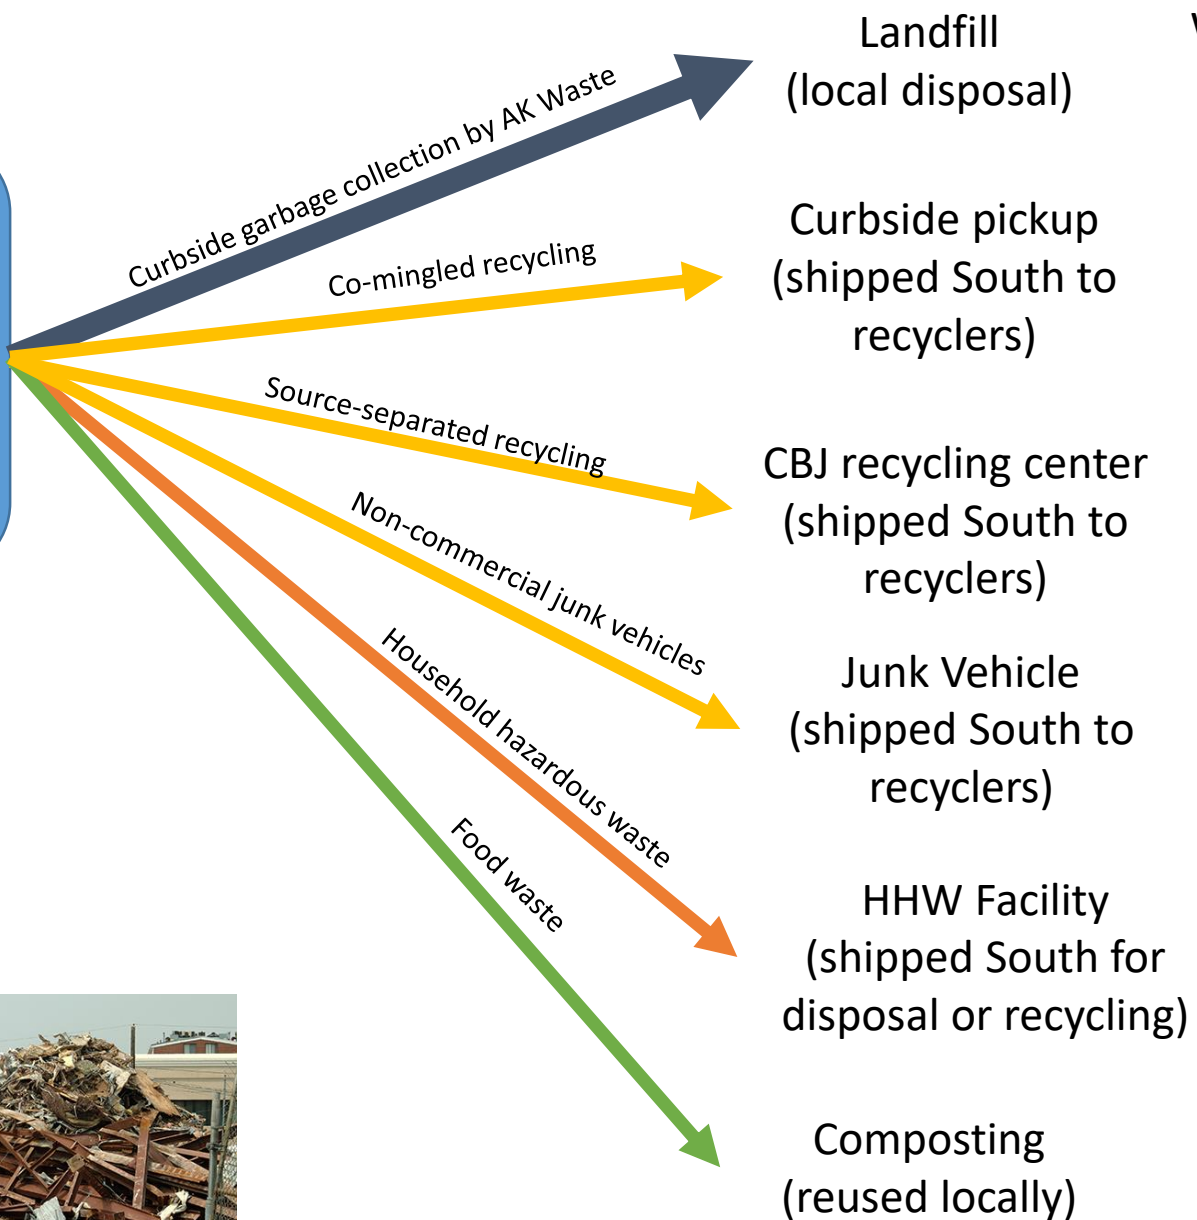 Landfill
(local disposal)
Curbside garbage collection by AK Waste
Curbside pickup
(shipped South to
recyclers)
Co-mingled recycling
CBJ recycling center
(shipped South to
recyclers)
Source-separated recycling
Junk Vehicle
(shipped South to
recyclers)
Non-commercial junk vehicles
HHW Facility
(shipped South for
disposal or recycling)
Household hazardous waste
Composting
(reused locally)
Food waste